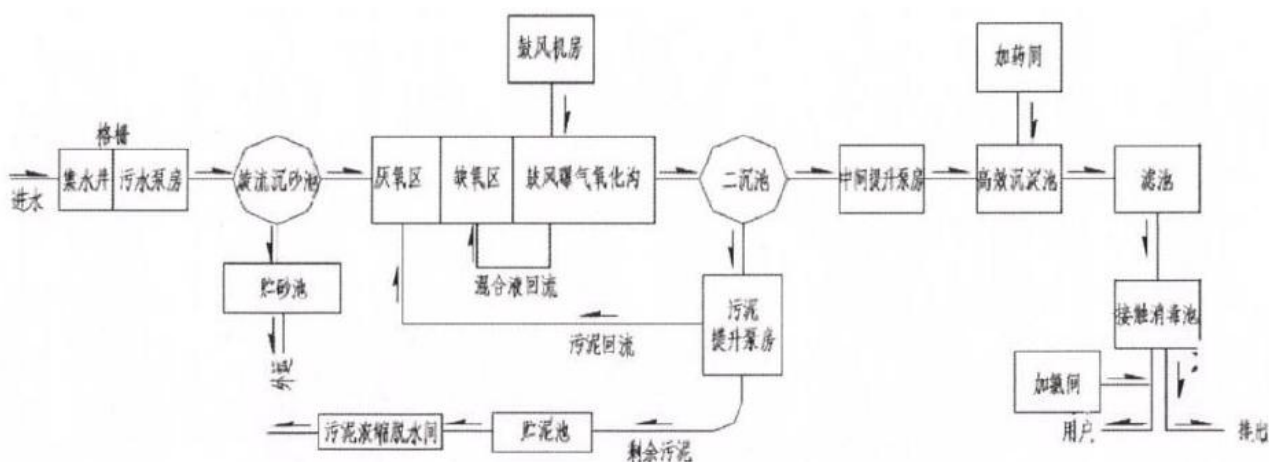 鼓风机房
加药间
格栅
集水井
污水泵房
旋流沉砂池
厌氧区
缺氧区
鼓风曝气氧化沟
二沉池
中间提升泵房
高效沉淀池
滤池
进水
贮砂池
混合液回流
污泥
提升泵房
接触消毒池
污泥回流
外运
加氯间
用户
排出
污泥浓缩脱水间
贮泥池
剩余污泥